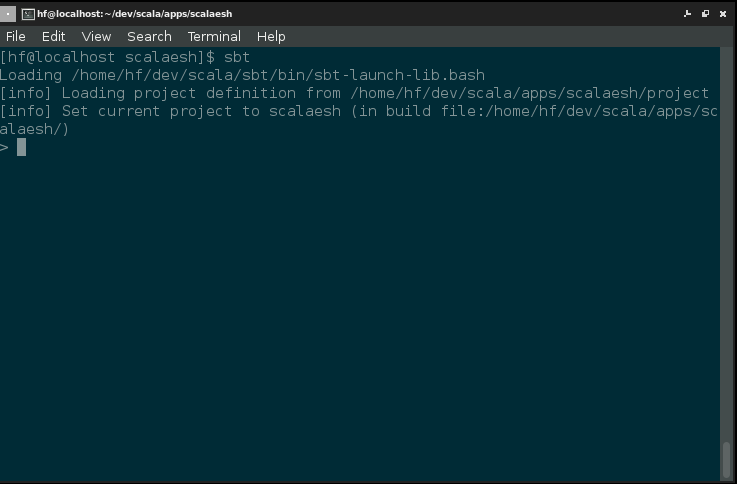 hf@localhost:~/dev/scala/apps/scalaesh
File Edit View Search Terminal Help
[hf@localhost scalaesh]$ sbt
Loading /home/hf/dev/scala/sbt/bin/sbt-launch-lib.bash
[info] Loading project definition from /home/hf/dev/scala/apps/scalaesh/project
[info] Set current project to scalaesh (in build file:/home/hf/dev/scala/apps/sc
alaesh/)
>